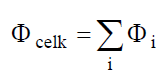 Φ celk = ∑ i Φ i